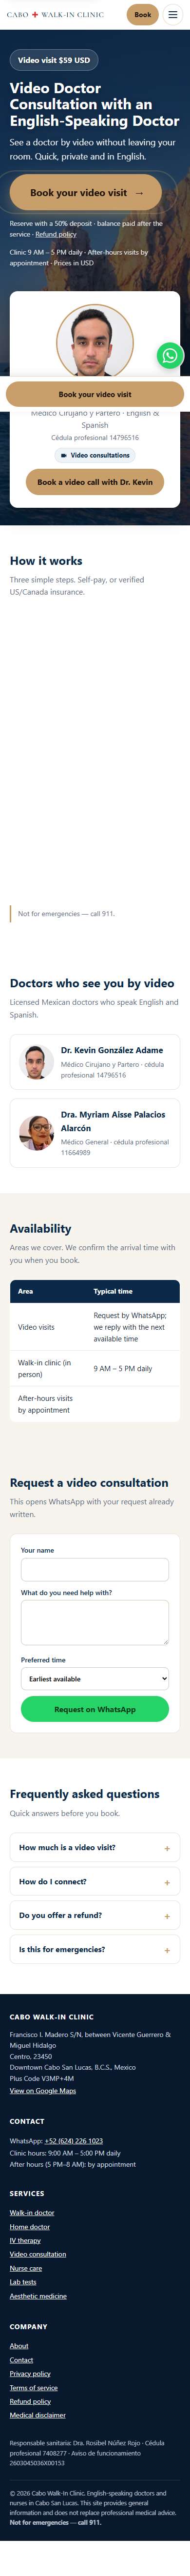 CABO + WALK-IN CLINIC
Book
Video visit $59 USD
Video Doctor
Consultation with an
English-Speaking Doctor
See a doctor by video without leaving your
room. Quick, private and in English.
Book your video visit →
Reserve with a 50% deposit · balance paid after the
service · Refund policy
Clinic 9 AM – 5 PM daily · After-hours visits by
appointment · Prices in USD
Book your video visit
Médico Cirujano y Partero · English &
Spanish
Cédula profesional 14796516
Video consultations
Book a video call with Dr. Kevin
How it works
Three simple steps. Self-pay, or verified
US/Canada insurance.
Not for emergencies — call 911.
Doctors who see you by video
Licensed Mexican doctors who speak English and
Spanish.
Dr. Kevin González Adame
Médico Cirujano y Partero · cédula
profesional 14796516
Dra. Myriam Aisse Palacios
Alarcón
Médico General · cédula profesional
11664989
Availability
Areas we cover. We confirm the arrival time with
you when you book.
Area Typical time
Video visits Request by WhatsApp;
we reply with the next
available time
Walk-in clinic (in
person) 9 AM – 5 PM daily
After-hours visits
by appointment
Request a video consultation
This opens WhatsApp with your request already
written.
Your name
What do you need help with?
Preferred time
Earliest available
Request on WhatsApp
Frequently asked questions
Quick answers before you book.
How much is a video visit? +
How do I connect? +
Do you offer a refund? +
Is this for emergencies? +
CABO WALK-IN CLINIC
Francisco I. Madero S/N, between Vicente Guerrero &
Miguel Hidalgo
Centro, 23450
Downtown Cabo San Lucas, B.C.S., Mexico
Plus Code V3MP+4M
View on Google Maps
CONTACT
WhatsApp: +52 (624) 226 1023
Clinic hours: 9:00 AM – 5:00 PM daily
After hours (5 PM–8 AM): by appointment
SERVICES
Walk-in doctor
Home doctor
IV therapy
Video consultation
Nurse care
Lab tests
Aesthetic medicine
COMPANY
About
Contact
Privacy policy
Terms of service
Refund policy
Medical disclaimer
Responsable sanitaria: Dra. Rosibel Núñez Rojo · Cédula
profesional 7408277 · Aviso de funcionamiento
2603045036X00153
© 2026 Cabo Walk-In Clinic. English-speaking doctors and
nurses in Cabo San Lucas. This site provides general
information and does not replace professional medical advice.
Not for emergencies — call 911.